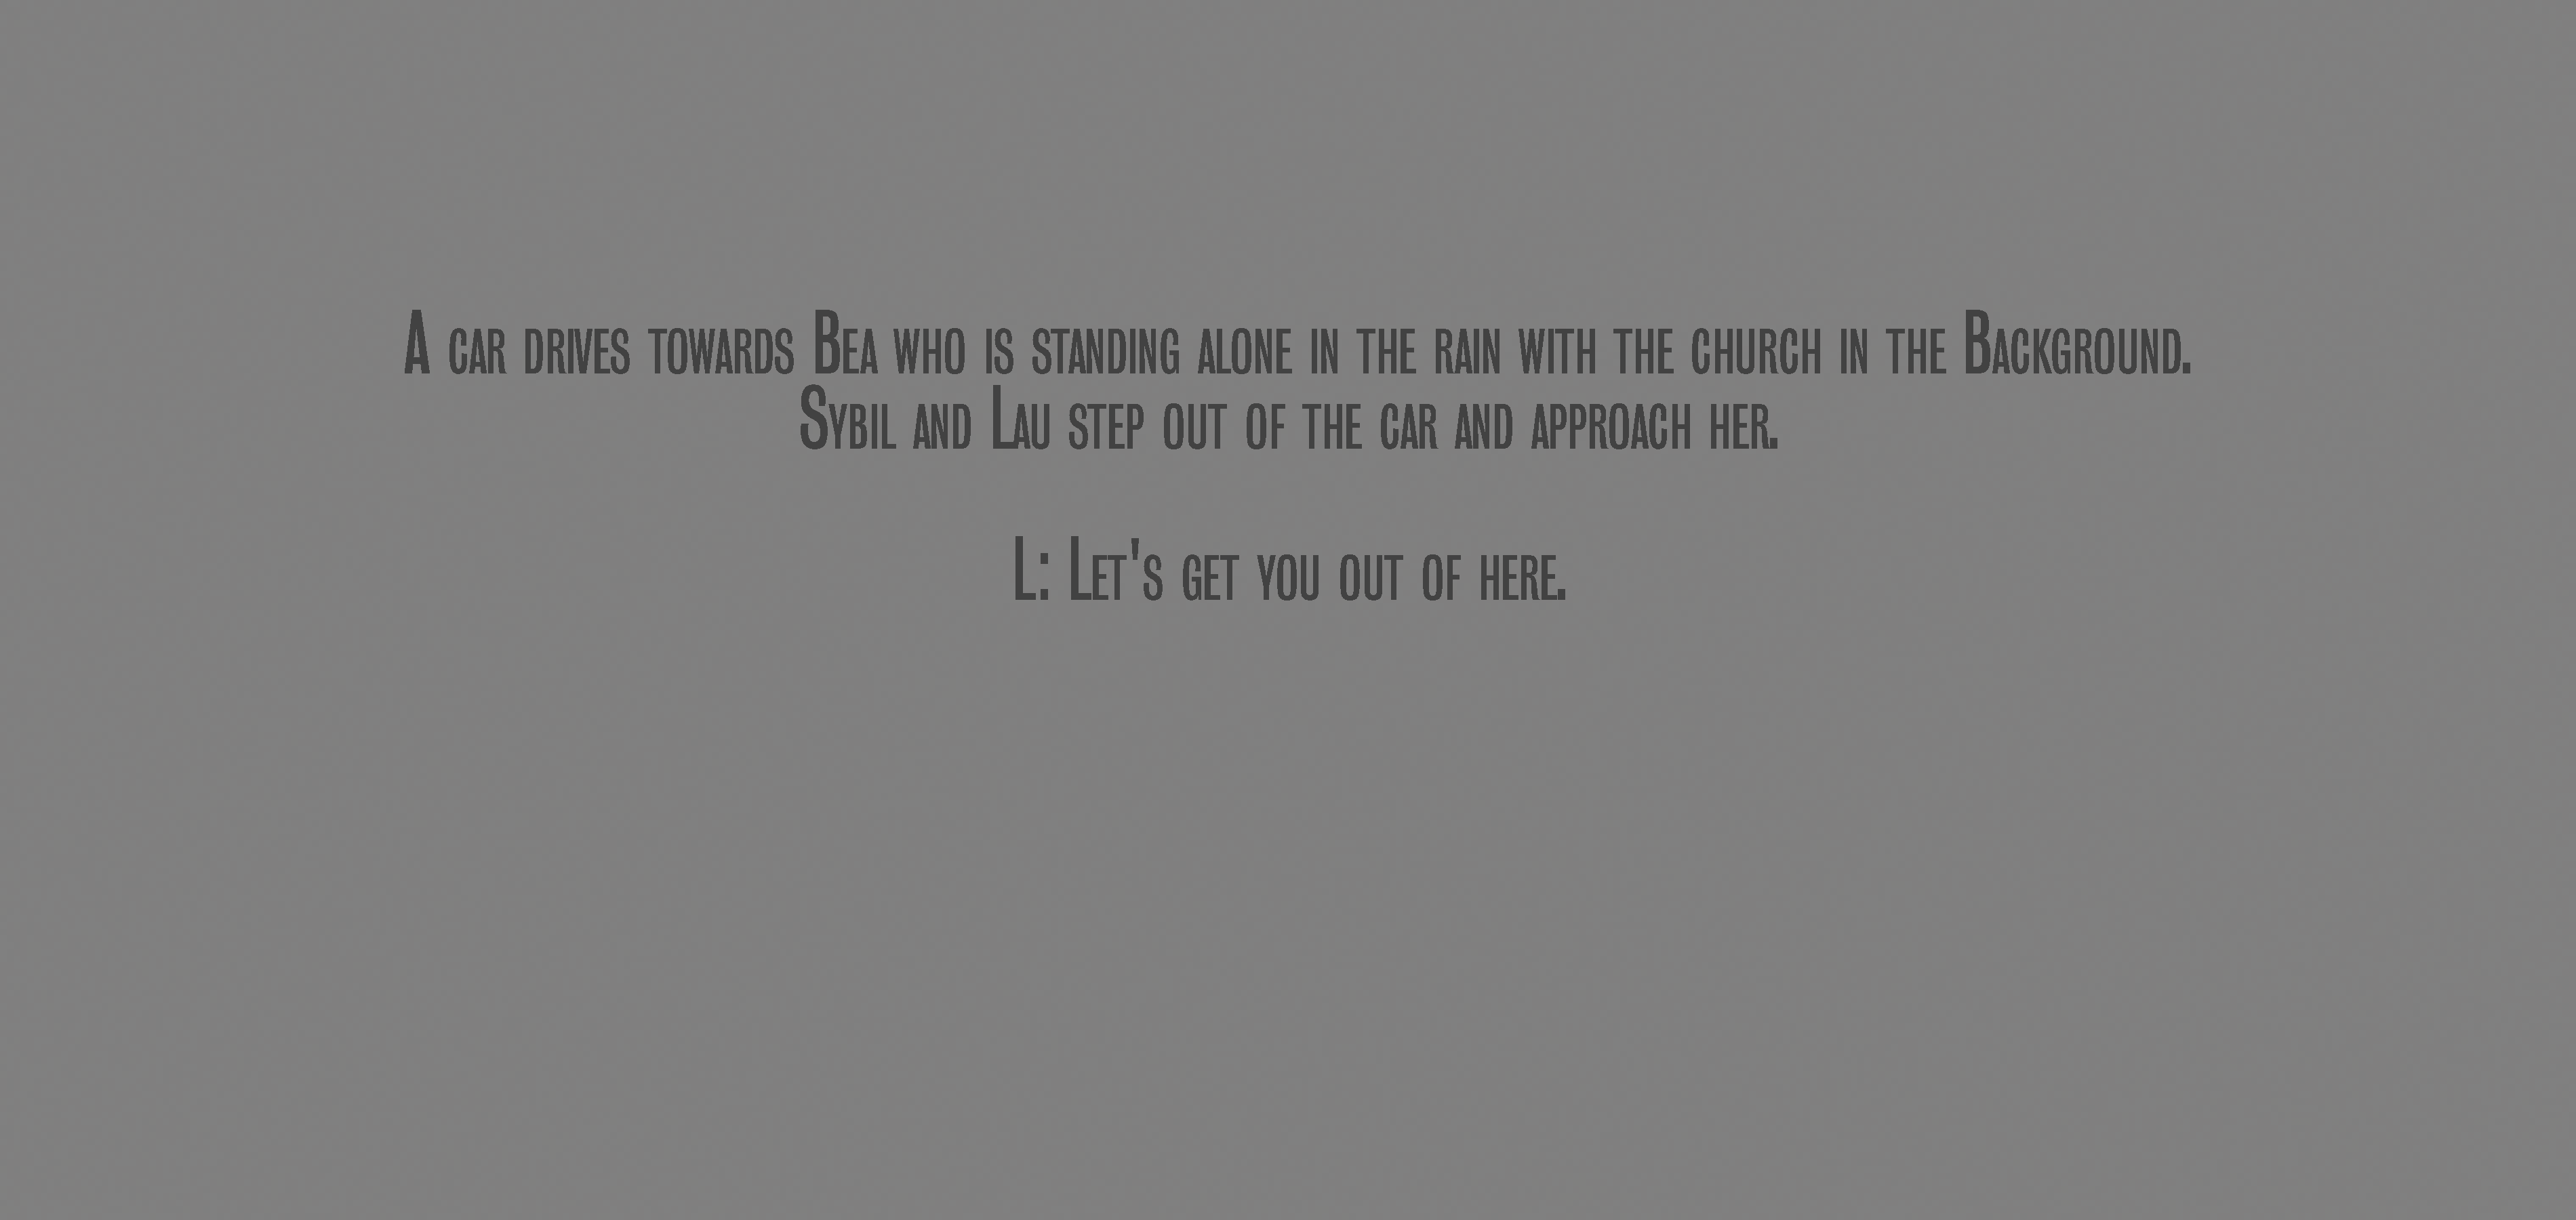 A car drives towards Bea who is standing alone in the rain with the church in the Background.
Sybil and Lau step out of the car and approach her.
L: Let's get you out of here.